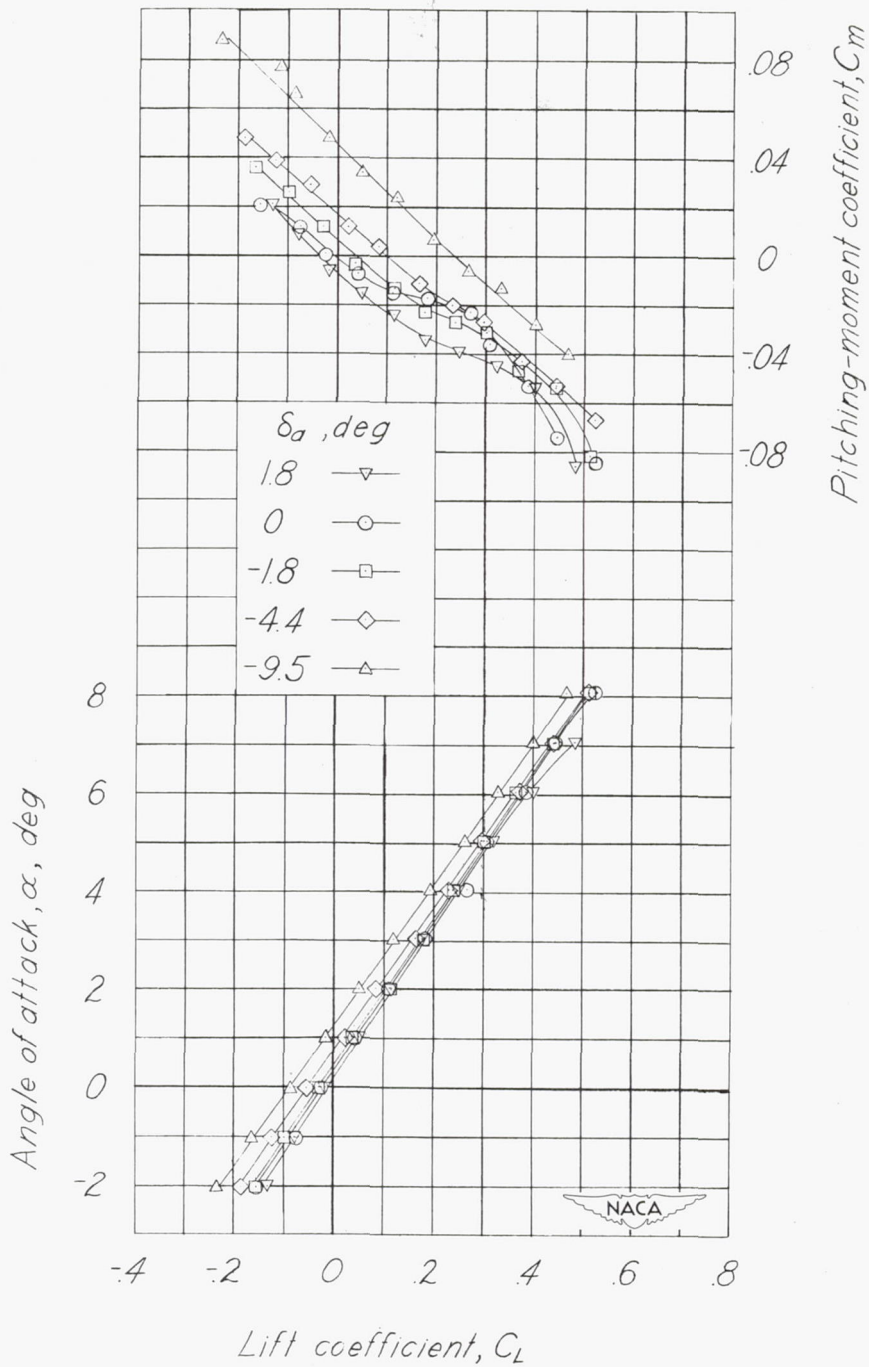 .08
.04
0
-.04
-.08
Pitching-moment coefficient, Cm
δa, deg
1.8
0
-1.8
-4.4
-9.5
8
6
4
2
0
-2
Angle of attack, α, deg
NACA
-.4 -.2 0 .2 .4 .6 .8
Lift coefficient, CL